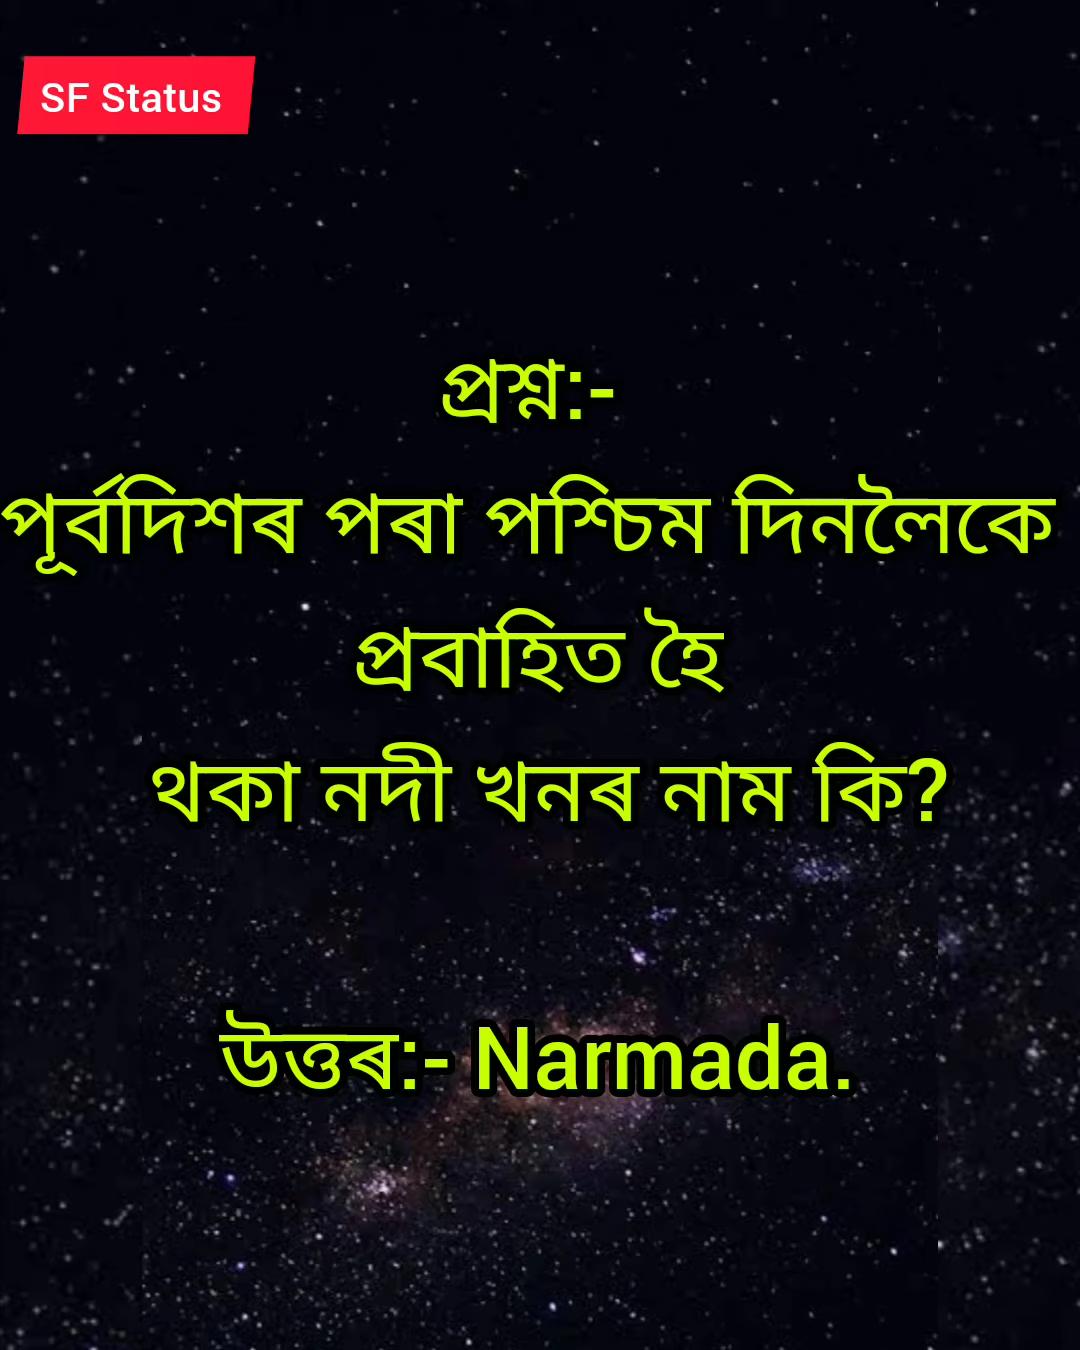 SF Status
প্ৰশ্ন:-
পূৰ্বদিশৰ পৰা পশ্চিম দিনলৈকে
প্ৰবাহিত হৈ
থকা নদী খনৰ নাম কি?
উত্তৰ:- Narmada.